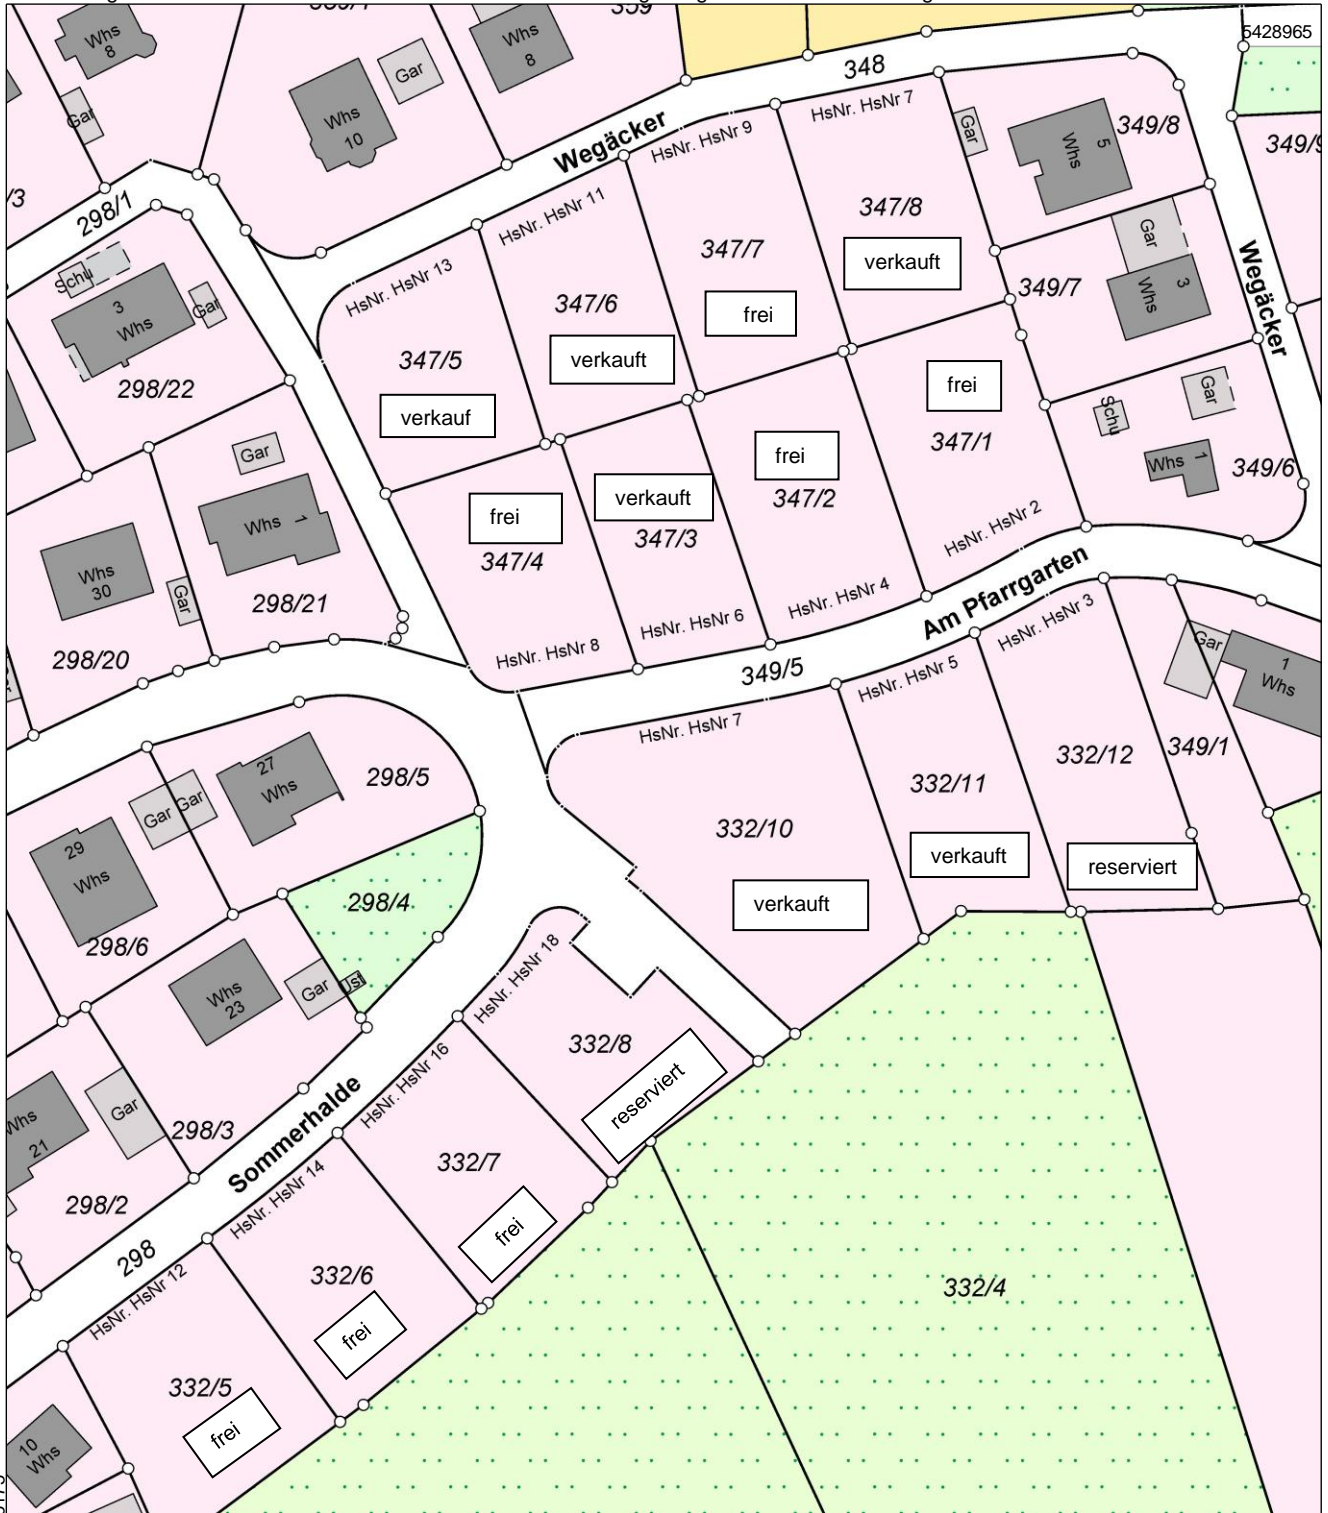 359
Whs
8
Whs
8
5428965
Gar
348
Gar
Whs
10
Wegäcker
HsNr. HsNr 7
HsNr. HsNr 9
Gar
5
Whs
349/8
349/9
/3
298/1
HsNr. HsNr 11
347/8
verkauft
347/7
frei
Gar
3
Whs
349/7
Wegäcker
Schu
3
Whs
Gar
298/22
HsNr. HsNr 13
347/6
verkauft
347/5
verkauf
frei
347/1
Gar
Schu
Whs
1
349/6
Gar
Whs
1
frei
347/2
verkauft
347/3
frei
347/4
HsNr. HsNr 2
Whs
30
Gar
298/21
298/20
HsNr. HsNr 4
HsNr. HsNr 6
HsNr. HsNr 8
Am Pfarrgarten
HsNr. HsNr 3
HsNr. HsNr 5
349/5
HsNr. HsNr 7
Gar
1
Whs
332/12
349/1
332/11
verkauft
reserviert
332/10
verkauft
27
Whs
298/5
Gar
Gar
29
Whs
298/6
298/4
Whs
23
Gar
Ust
HsNr. HsNr 18
332/8
reserviert
HsNr. HsNr 16
Whs
21
Gar
298/3
Sommerhalde
298/2
332/7
frei
HsNr. HsNr 14
298
332/6
frei
332/4
HsNr. HsNr 12
332/5
frei
10
Whs